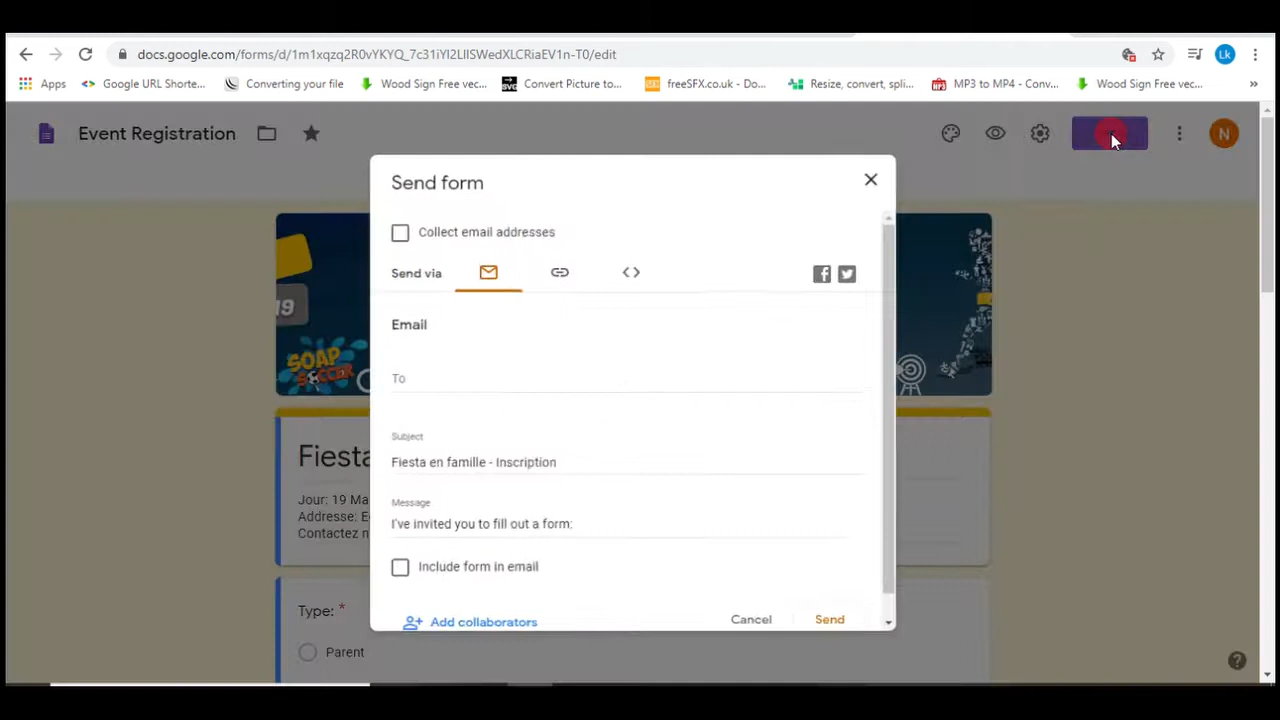 docs.google.com/forms/d/1m1xqzq2R0vYKYQ_7c31iYI2LIISWedXLCRiaEV1n-T0/edit
Lk
Apps
Google URL Shorte...
Converting your file
Wood Sign Free vec...
Convert Picture to...
freeSFX.co.uk - Do...
Resize, convert, spli...
MP3 to MP4 - Conv...
Wood Sign Free vec...
»
Event Registration
N
Send form
Collect email addresses
Send via
19
SOAP
SOCCER
Email
To
Subject
Fiesta en famille - Inscription
Message
I've invited you to fill out a form:
Include form in email
Add collaborators
Cancel
Send
Fiesta
Jour: 19 Ma
Addresse: E
Contactez n
Type: *
Parent